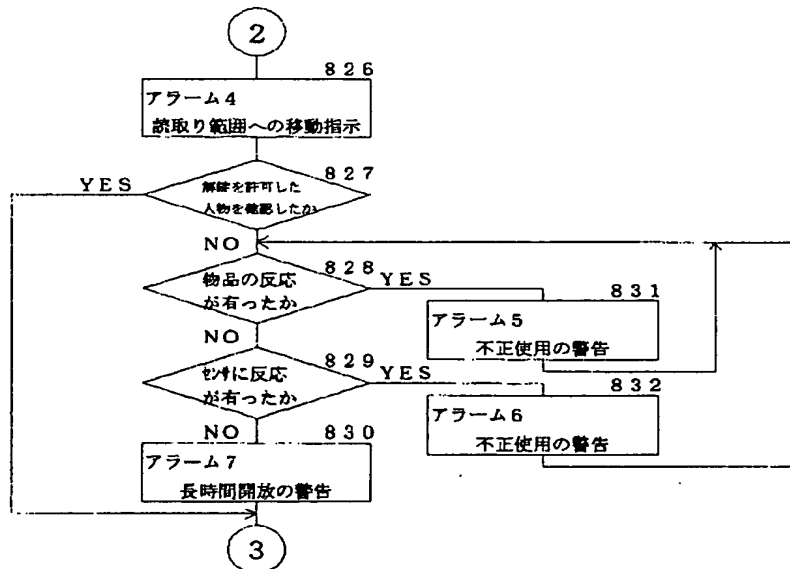 2
826
アラーム4
読取り範囲への移動指示
827
YES
解錠を許可した
人物を確認したか
NO
828
物品の反応
が有ったか
YES
831
アラーム5
不正使用の警告
NO
829
センサに反応
が有ったか
YES
832
アラーム6
不正使用の警告
NO
830
アラーム7
長時間開放の警告
3